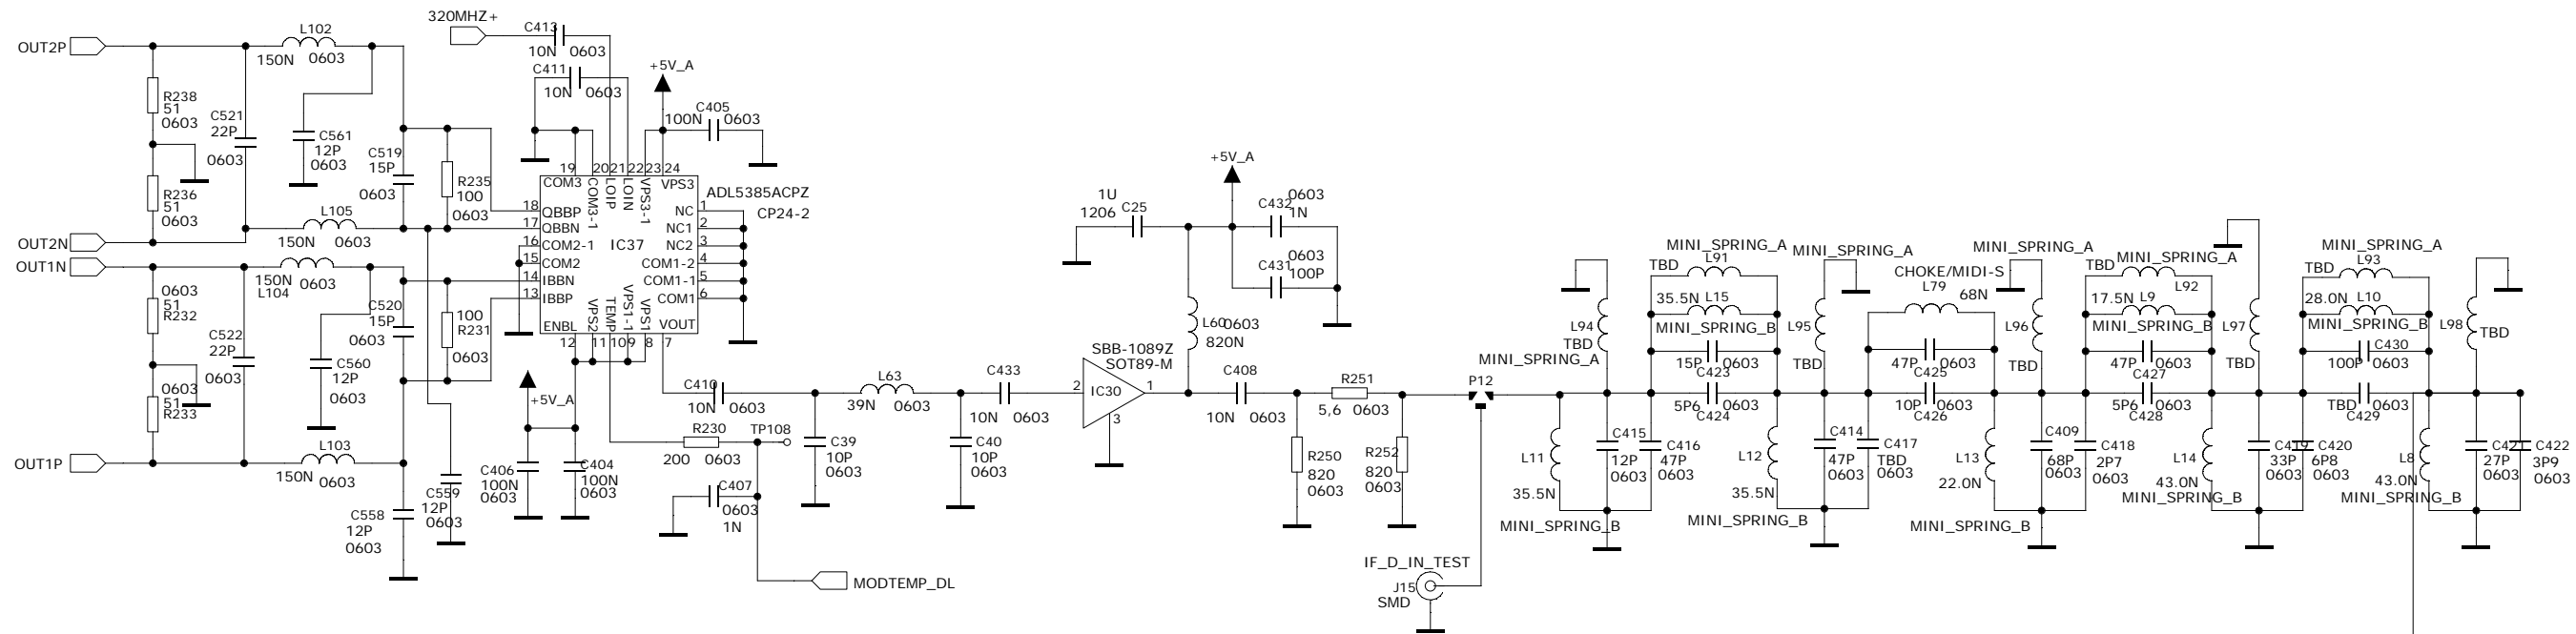 OUT2P
L102
150N 0603
R238
51
0603
C521
22P
0603
C561
12P
0603
C519
15P
0603
R235
100
0603
R236
51
0603
L105
150N 0603
OUT2N
OUT1N
150N 0603
L104
0603
51
R232
C522
22P
0603
C560
12P
0603
C520
15P
0603
100
R231
0603
0603
51
R233
OUT1P
L103
150N 0603
C558
12P
0603
C559
12P
0603
320MHZ+
C413
10N 0603
C411
10N 0603
+5V_A
C405
100N 0603
19 20 21 22 23 24
COM3 COM3-1 LOIP LOIN VPS3-1 VPS3
ADL5385ACPZ
CP24-2
IC37
18 QBBP
17 QBBN
16 COM2-1
15 COM2
14 IBBN
13 IBBP
NC 1
NC1 2
NC2 3
COM1-2 4
COM1-1 5
COM1 6
ENBL VPS2 TEMP VPS1-1 VPS1 VOUT
12 11 10 9 8 7
+5V_A
C406
100N
0603
C404
100N
0603
C410
10N 0603
R230
200 0603
TP108
C407
0603
1N
MODTEMP_DL
C39
10P
0603
L63
39N 0603
C40
10P
0603
C433
10N 0603
SBB-1089Z
SOT89-M
2 IC30 1
3
1U
1206 C25
+5V_A
0603
C432
1N
0603
C431
100P
L60 0603
820N
C408
10N 0603
R251
5,6 0603
R250
820
0603
R252
820
0603
P12
IF_D_IN_TEST
J15
SMD
L11
35.5N
MINI_SPRING_B
L94
TBD
MINI_SPRING_A
C415
12P
0603
C416
47P
0603
MINI_SPRING_A
TBD L91
35.5N L15
MINI_SPRING_B
15P 0603
C423
5P6 0603
C424
L12
35.5N
MINI_SPRING_B
MINI_SPRING_A
L95
TBD
C414
47P
0603
C417
TBD
0603
CHOKE/MIDI-S
L79
68N
47P 0603
C425
10P 0603
C426
L13
22.0N
MINI_SPRING_B
MINI_SPRING_A
L96
TBD
C409
68P
0603
C418
2P7
0603
TBD MINI_SPRING_A
L92
17.5N L9
MINI_SPRING_B
47P 0603
C427
5P6 0603
C428
L14
43.0N
MINI_SPRING_B
L97
TBD
C419
33P
0603
C420
6P8
0603
MINI_SPRING_A
TBD L93
28.0N L10
MINI_SPRING_B
C430
100P 0603
TBD 0603
C429
L8
43.0N
MINI_SPRING_B
L98
TBD
C421
27P
0603
C422
3P9
0603